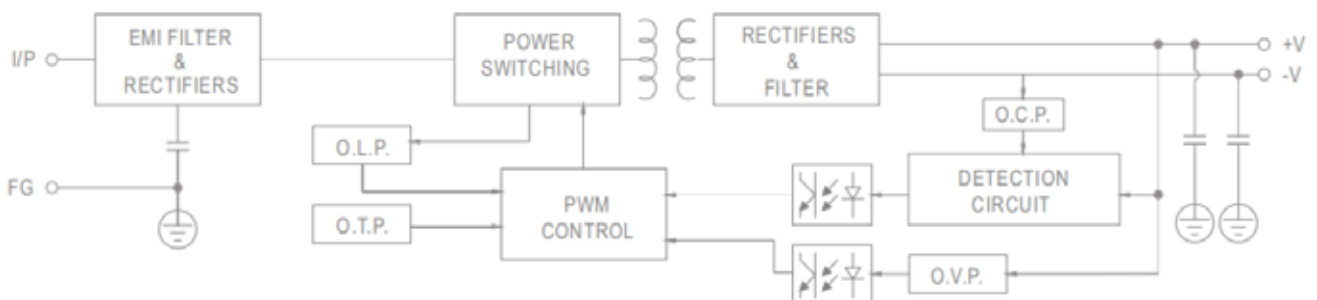 EMI FILTER
&
RECTIFIERS
POWER
SWITCHING
RECTIFIERS
&
FILTER
I/P
+V
-V
O.C.P.
O.L.P.
DETECTION
CIRCUIT
FG
PWM
CONTROL
O.T.P.
O.V.P.